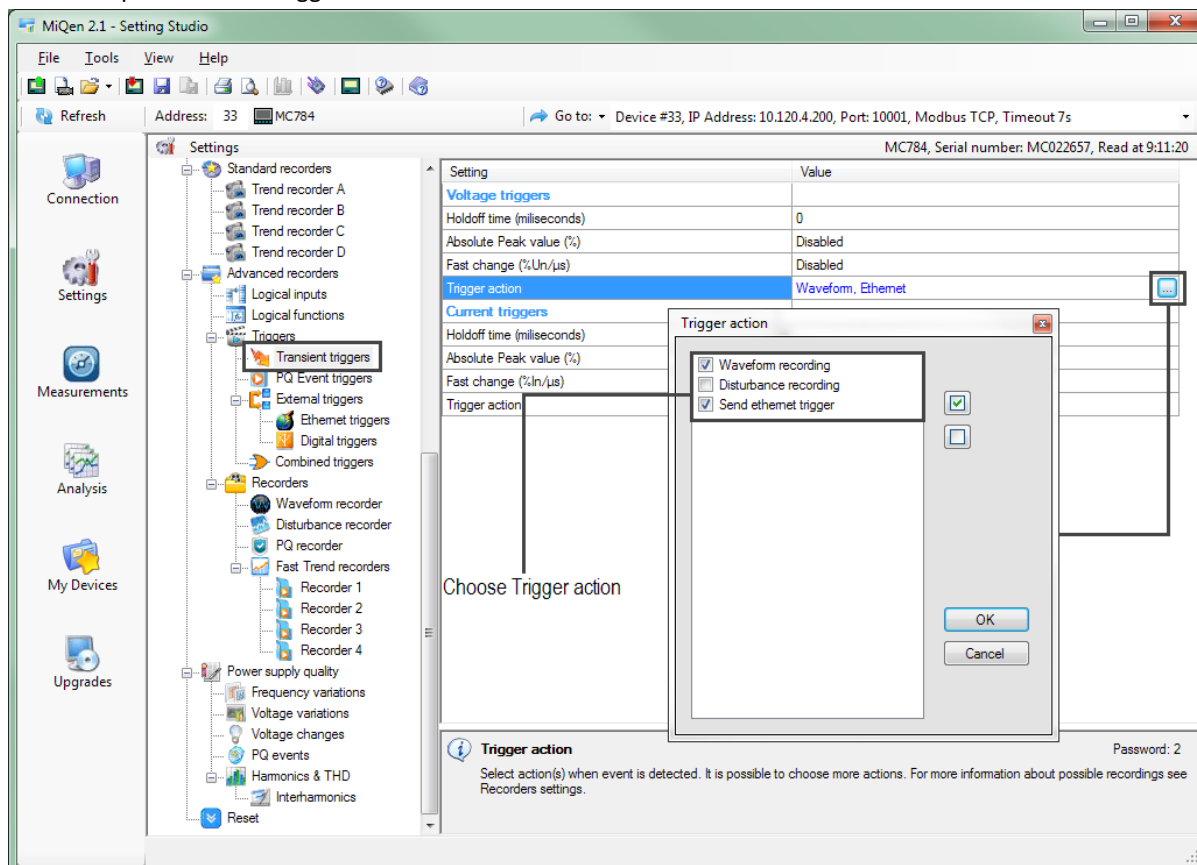 MiQen 2.1 - Setting Studio
File Tools View Help
Refresh Address: 33 MC784 Go to: Device #33, IP Address: 10.120.4.200, Port: 10001, Modbus TCP, Timeout 7s
Settings MC784, Serial number: MC022657, Read at 9:11:20
Connection
Settings
Measurements
Analysis
My Devices
Upgrades
Standard recorders
Trend recorder A
Trend recorder B
Trend recorder C
Trend recorder D
Advanced recorders
Logical inputs
Logical functions
Triggers
Transient triggers
PQ Event triggers
External triggers
Ethernet triggers
Digital triggers
Combined triggers
Recorders
Waveform recorder
Disturbance recorder
PQ recorder
Fast Trend recorders
Recorder 1
Recorder 2
Recorder 3
Recorder 4
Power supply quality
Frequency variations
Voltage variations
Voltage changes
PQ events
Harmonics & THD
Interharmonics
Reset
Setting Value
Voltage triggers
Holdoff time (miliseconds) 0
Absolute Peak value (%) Disabled
Fast change (%Un/µs) Disabled
Trigger action Waveform, Ethernet ...
Current triggers
Holdoff time (miliseconds)
Absolute Peak value (%)
Fast change (%In/µs)
Trigger action
Trigger action
Waveform recording
Disturbance recording
Send ethernet trigger
OK
Cancel
Choose Trigger action
Trigger action Password: 2
Select action(s) when event is detected. It is possible to choose more actions. For more information about possible recordings see
Recorders settings.